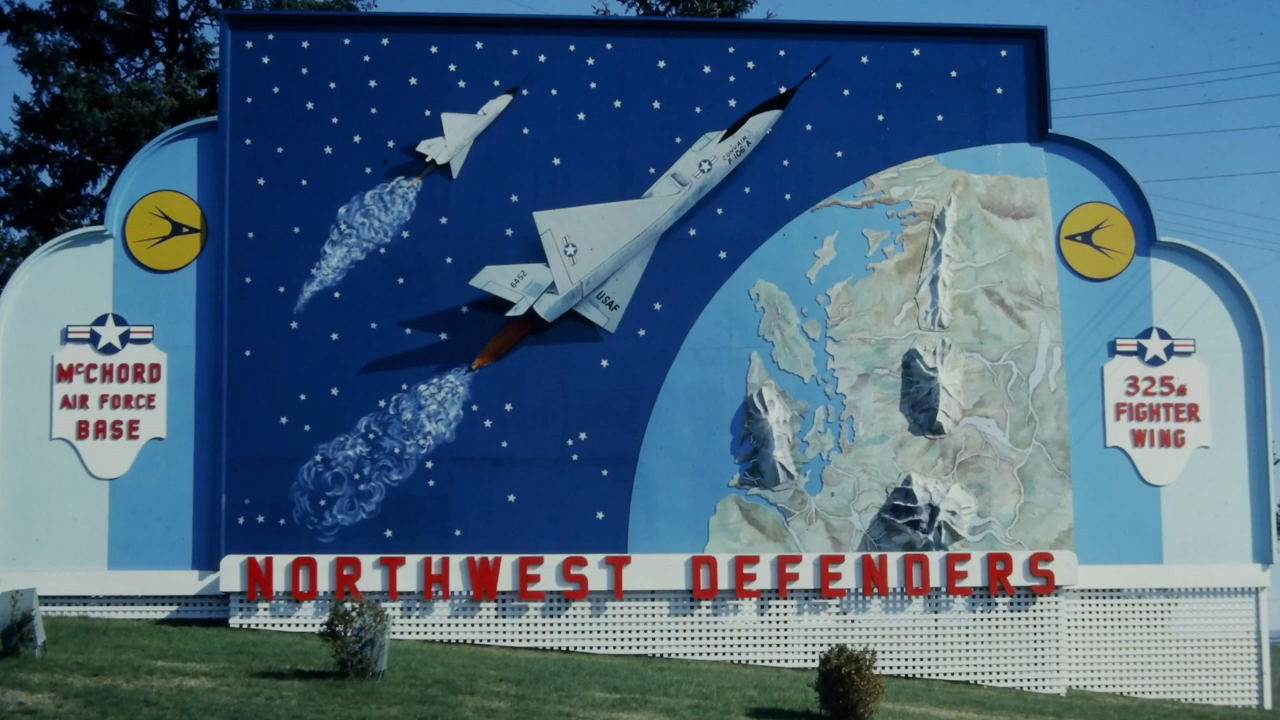 McCHORD
AIR FORCE
BASE
CONVAIR
F-106 A
6452
USAF
325th
FIGHTER
WING
NORTHWEST DEFENDERS